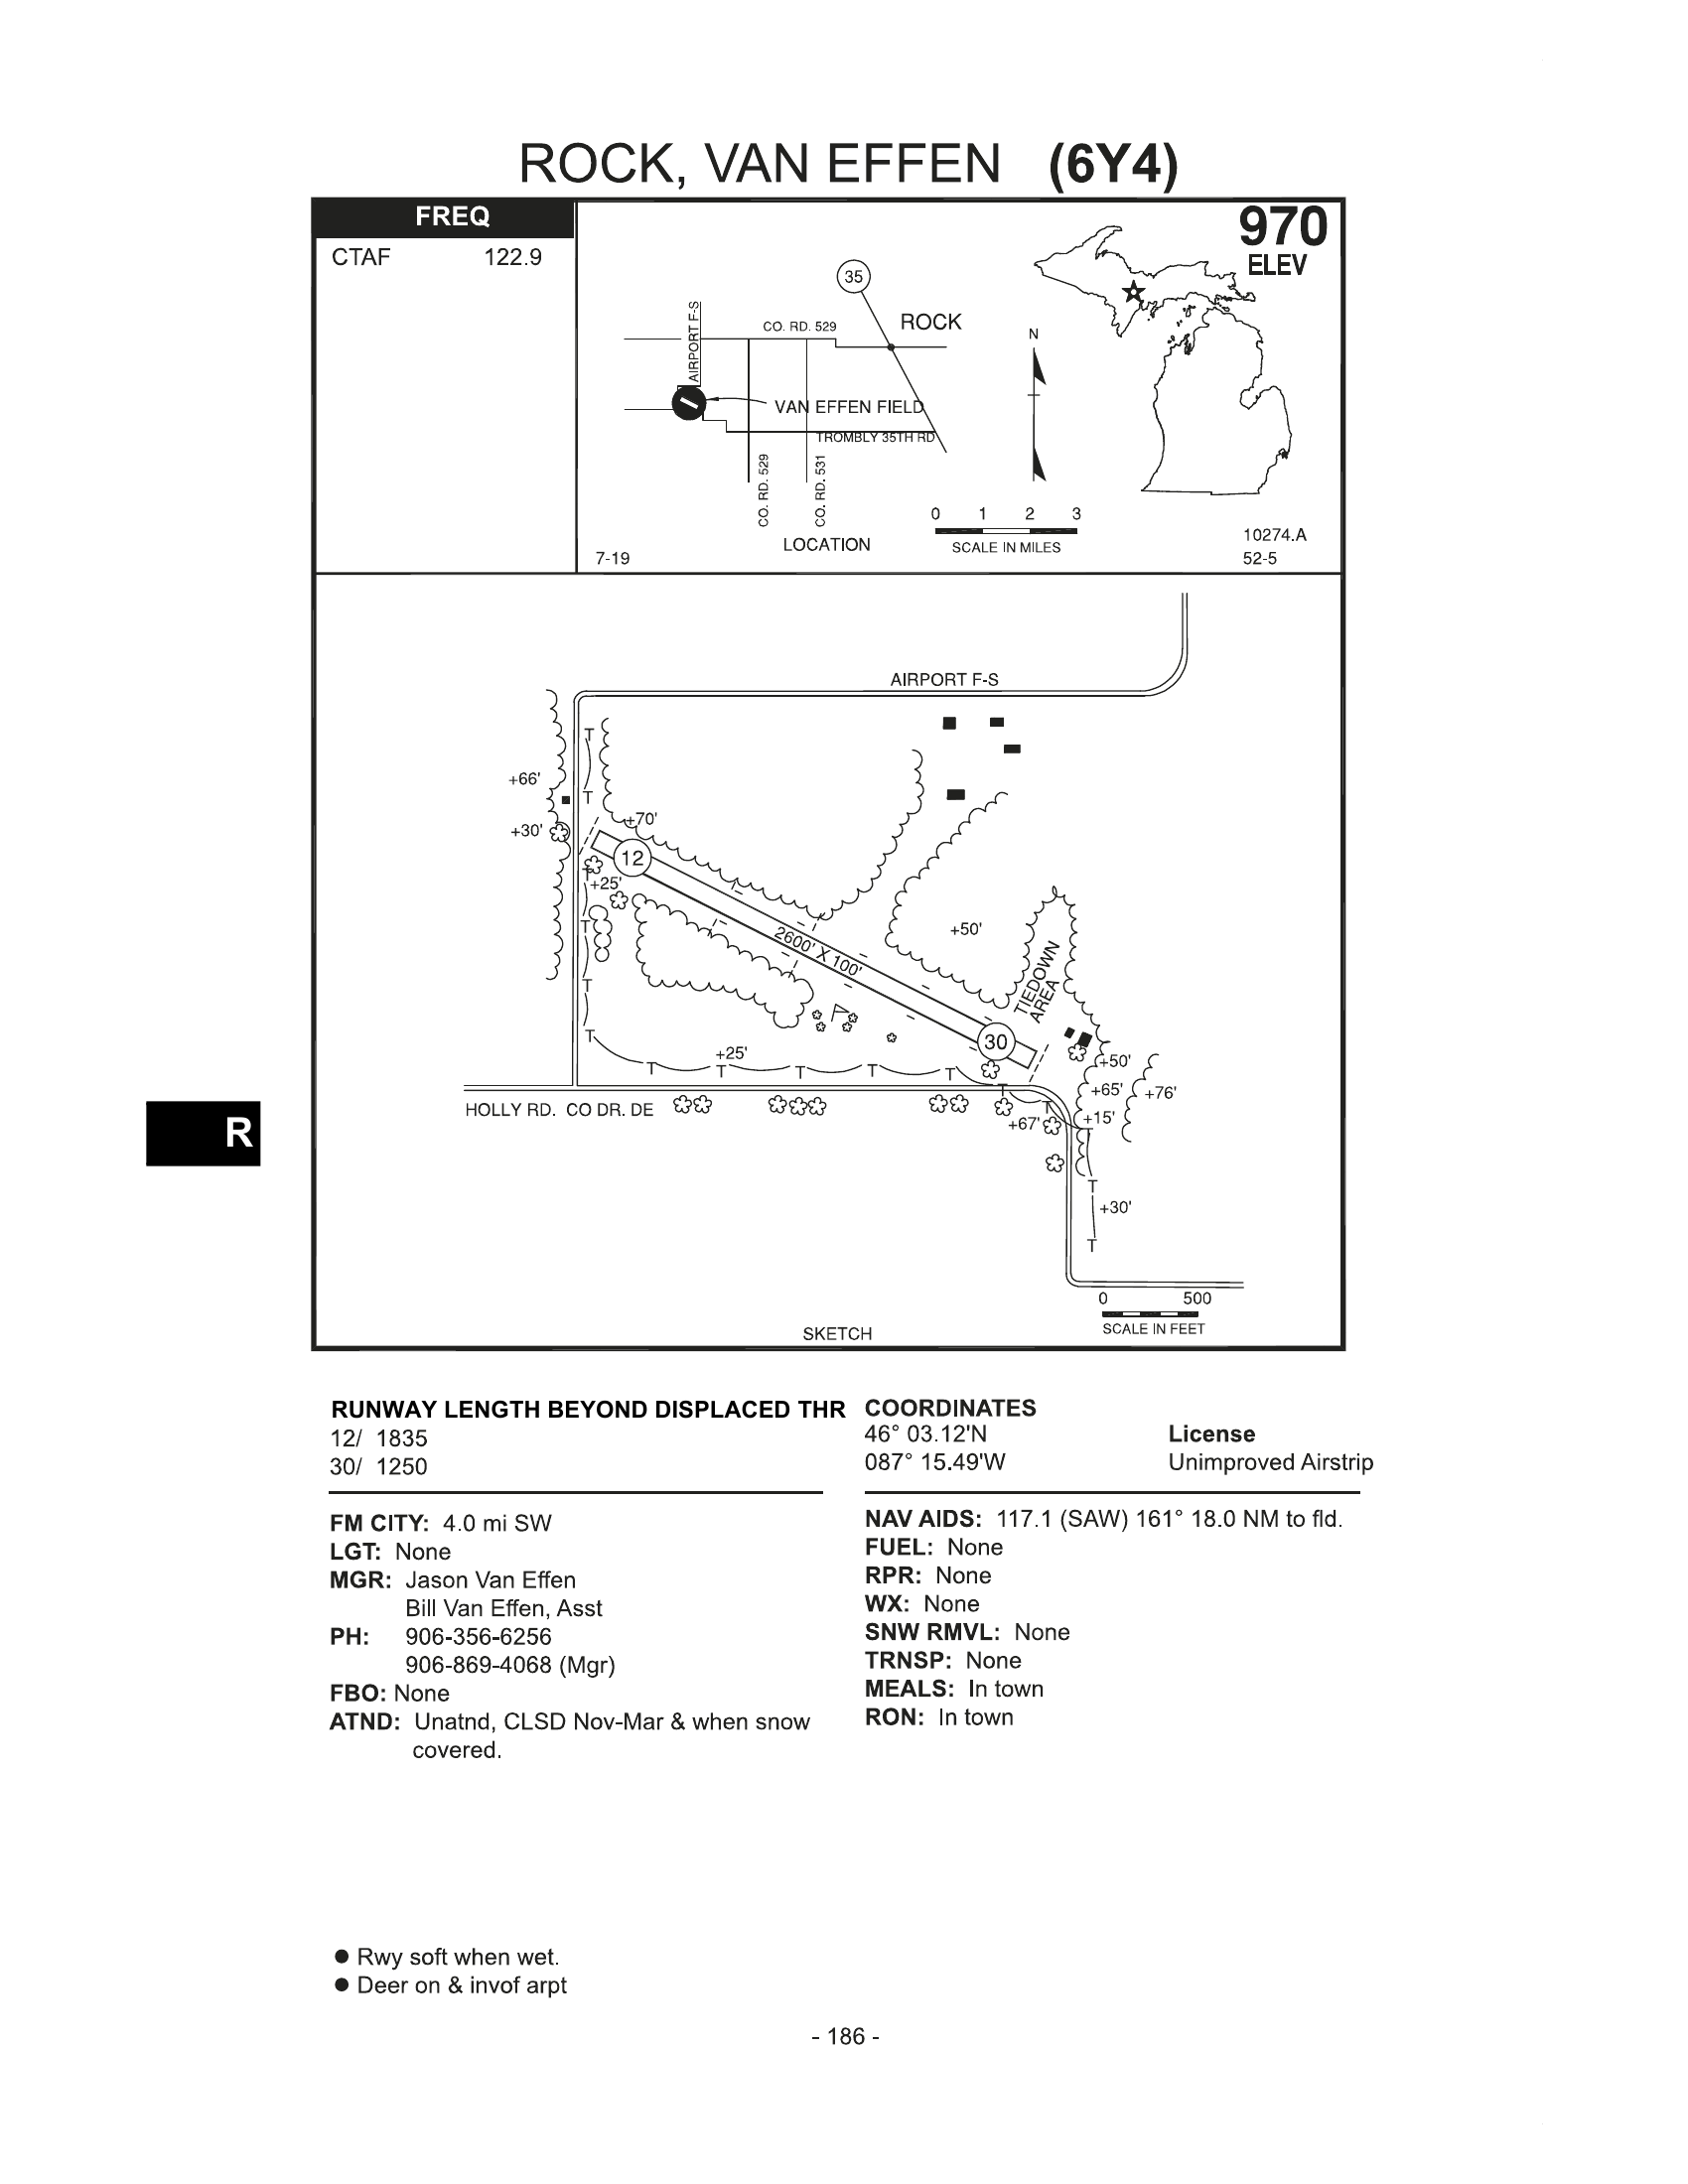 ROCK, VAN EFFEN (6Y4)
FREQ
CTAF 122.9
970
ELEV
35
ROCK
CO. RD. 529
AIRPORT F-S
N
VAN EFFEN FIELD
TROMBLY 35TH RD
CO. RD. 529
CO. RD. 531
0 1 2 3
SCALE IN MILES
LOCATION
7-19
10274.A
52-5
AIRPORT F-S
T
+66'
T
+30'
+70'
12
T
+25'
+50'
T
2600' X 100'
TIEDOWN
AREA
T
30
T
+25'
+50'
T T T T T
T
+65'
+76'
HOLLY RD. CO DR. DE
T
+67'
+15'
T
T
+30'
T
0 500
SCALE IN FEET
SKETCH
R
RUNWAY LENGTH BEYOND DISPLACED THR
12/ 1835
30/ 1250
COORDINATES
46° 03.12'N
087° 15.49'W
License
Unimproved Airstrip
FM CITY: 4.0 mi SW
LGT: None
MGR: Jason Van Effen
Bill Van Effen, Asst
PH: 906-356-6256
906-869-4068 (Mgr)
FBO: None
ATND: Unatnd, CLSD Nov-Mar & when snow
covered.
NAV AIDS: 117.1 (SAW) 161° 18.0 NM to fld.
FUEL: None
RPR: None
WX: None
SNW RMVL: None
TRNSP: None
MEALS: In town
RON: In town
● Rwy soft when wet.
● Deer on & invof arpt
- 186 -